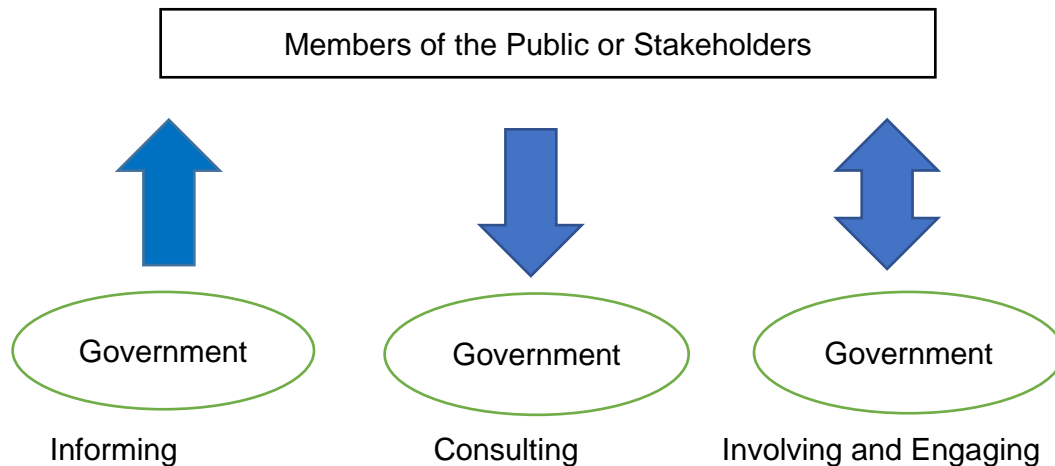 Members of the Public or Stakeholders
Government
Government
Government
Informing
Consulting
Involving and Engaging